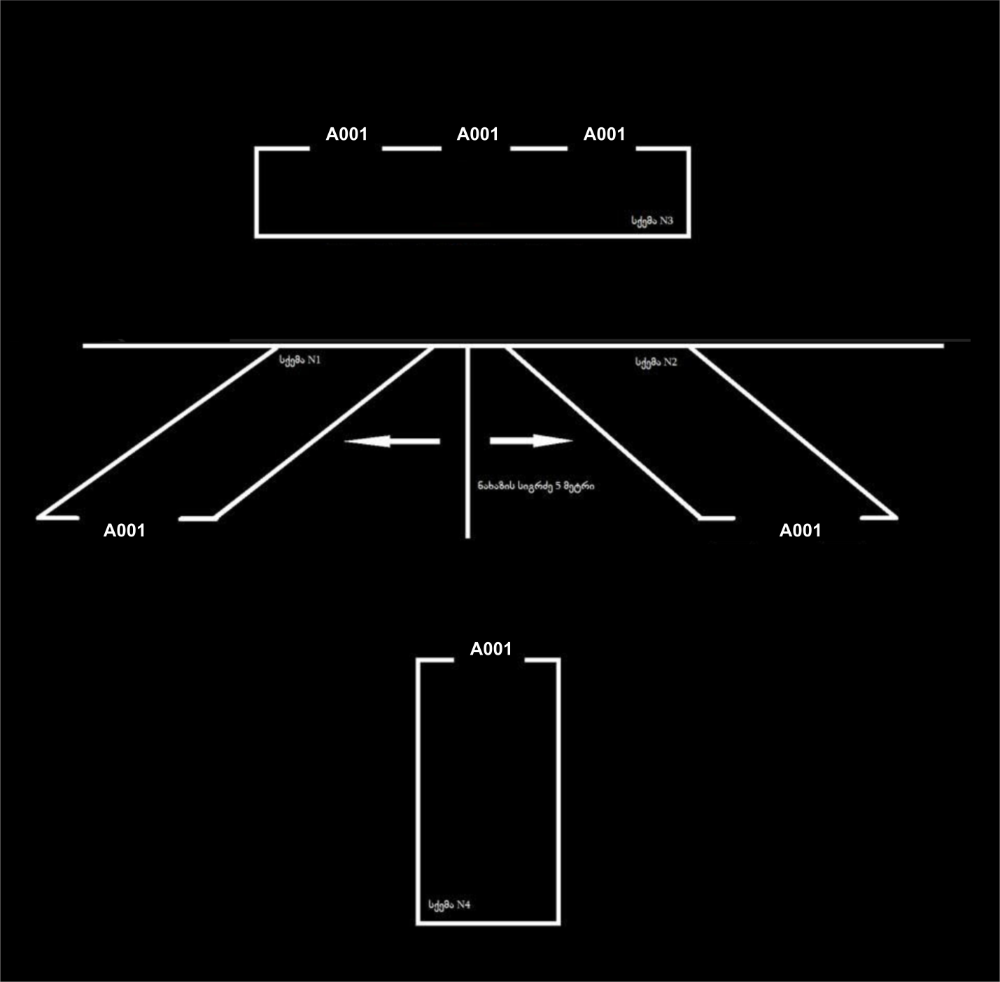 A001 A001 A001
სქემა N3
სქემა N1
სქემა N2
ნახაზის სიგრძე 5 მეტრი
A001
A001
A001
სქემა N4